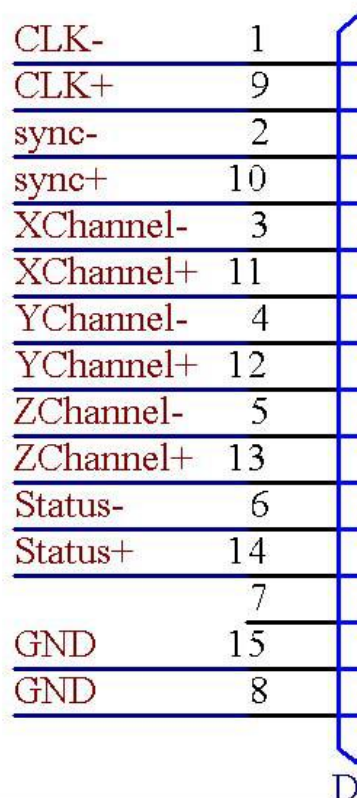 CLK- 1
CLK+ 9
sync- 2
sync+ 10
XChannel- 3
XChannel+ 11
YChannel- 4
YChannel+ 12
ZChannel- 5
ZChannel+ 13
Status- 6
Status+ 14
7
GND 15
GND 8
D